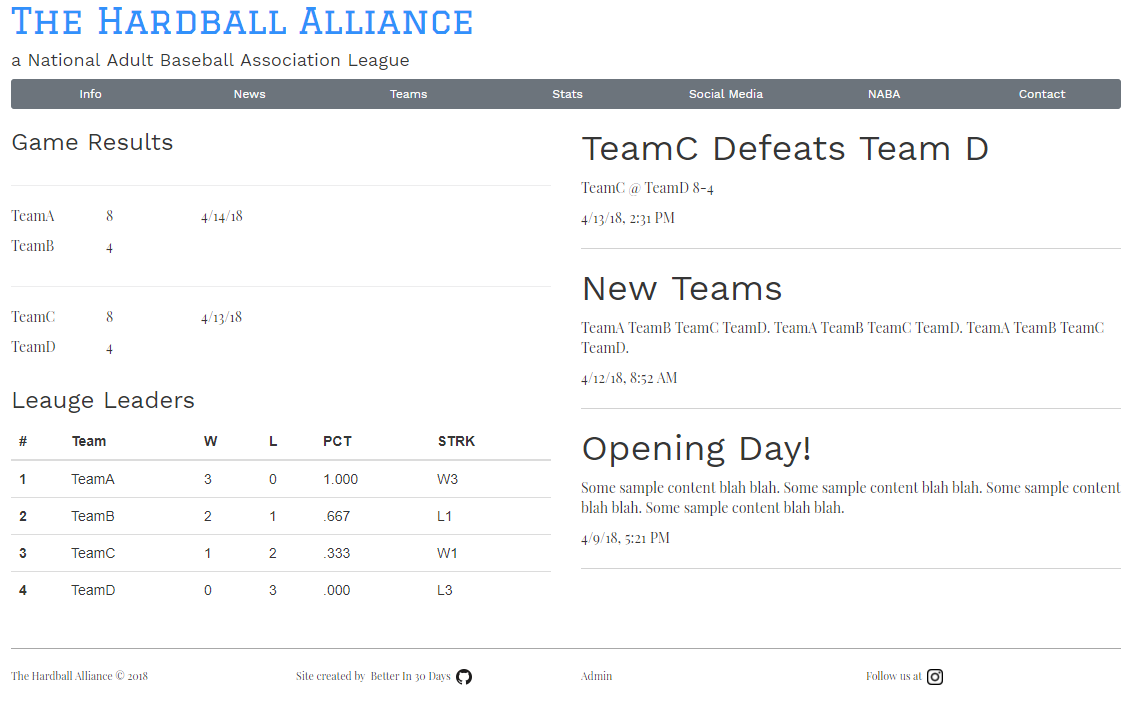 The Hardball Alliance
a National Adult Baseball Association League
Info News Teams Stats Social Media NABA Contact
Game Results
TeamA 8 4/14/18
TeamB 4
TeamC 8 4/13/18
TeamD 4
Leauge Leaders
# Team W L PCT STRK
1 TeamA 3 0 1.000 W3
2 TeamB 2 1 .667 L1
3 TeamC 1 2 .333 W1
4 TeamD 0 3 .000 L3
TeamC Defeats Team D
TeamC @ TeamD 8-4
4/13/18, 2:31 PM
New Teams
TeamA TeamB TeamC TeamD. TeamA TeamB TeamC TeamD. TeamA TeamB TeamC
TeamD.
4/12/18, 8:52 AM
Opening Day!
Some sample content blah blah. Some sample content blah blah. Some sample content
blah blah. Some sample content blah blah.
4/9/18, 5:21 PM
The Hardball Alliance © 2018 Site created by Better In 30 Days Admin Follow us at